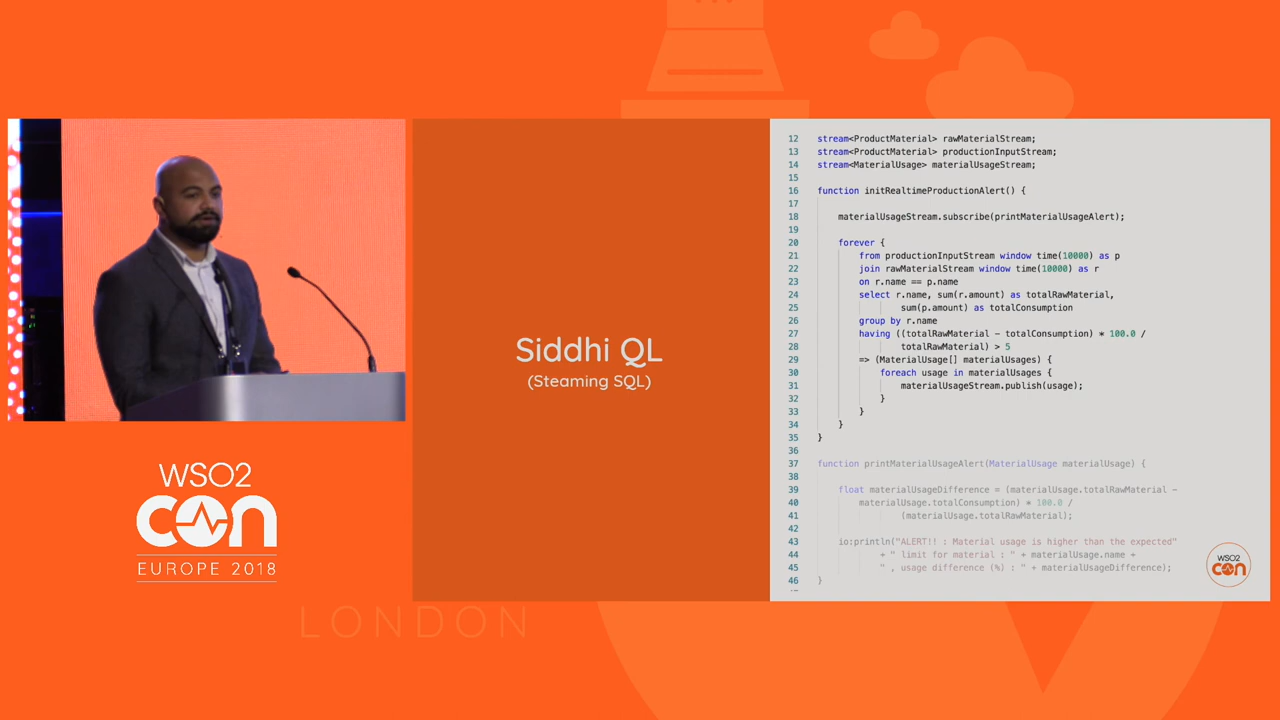 WSO2
CON
EUROPE 2018
LONDON
Siddhi QL
(Steaming SQL)
12 stream<ProductMaterial> rawMaterialStream;
13 stream<ProductMaterial> productionInputStream;
14 stream<MaterialUsage> materialUsageStream;
15
16 function initRealtimeProductionAlert() {
17
18 materialUsageStream.subscribe(printMaterialUsageAlert);
19
20 forever {
21 from productionInputStream window time(10000) as p
22 join rawMaterialStream window time(10000) as r
23 on r.name == p.name
24 select r.name, sum(r.amount) as totalRawMaterial,
25 sum(p.amount) as totalConsumption
26 group by r.name
27 having ((totalRawMaterial - totalConsumption) * 100.0 /
28 totalRawMaterial) > 5
29 => (MaterialUsage[] materialUsages) {
30 foreach usage in materialUsages {
31 materialUsageStream.publish(usage);
32 }
33 }
34 }
35 }
36
37 function printMaterialUsageAlert(MaterialUsage materialUsage) {
38
39 float materialUsageDifference = (materialUsage.totalRawMaterial -
40 materialUsage.totalConsumption) * 100.0 /
41 (materialUsage.totalRawMaterial);
42
43 io:println("ALERT!! : Material usage is higher than the expected"
44 + " limit for material : " + materialUsage.name +
45 " , usage difference (%) : " + materialUsageDifference);
46 }
WSO2
CON